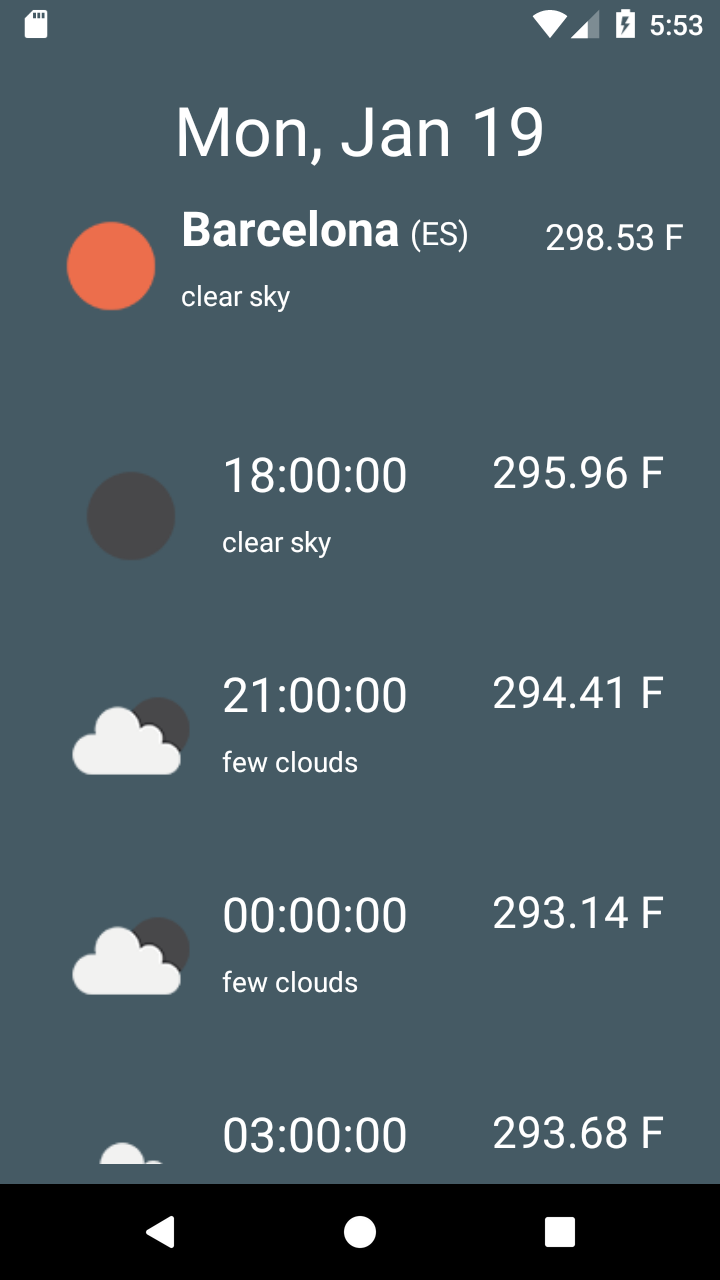 5:53
Mon, Jan 19
Barcelona (ES) 298.53 F
clear sky
18:00:00 295.96 F
clear sky
21:00:00 294.41 F
few clouds
00:00:00 293.14 F
few clouds
03:00:00 293.68 F